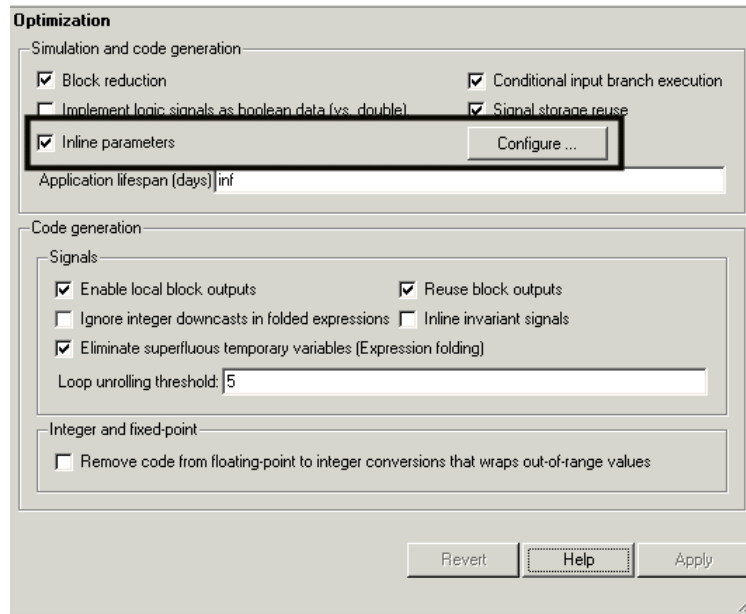 Optimization
Simulation and code generation
Block reduction Conditional input branch execution
Implement logic signals as boolean data (vs. double) Signal storage reuse
Inline parameters Configure ...
Application lifespan (days) inf
Code generation
Signals
Enable local block outputs Reuse block outputs
Ignore integer downcasts in folded expressions Inline invariant signals
Eliminate superfluous temporary variables (Expression folding)
Loop unrolling threshold: 5
Integer and fixed-point
Remove code from floating-point to integer conversions that wraps out-of-range values
Revert Help Apply